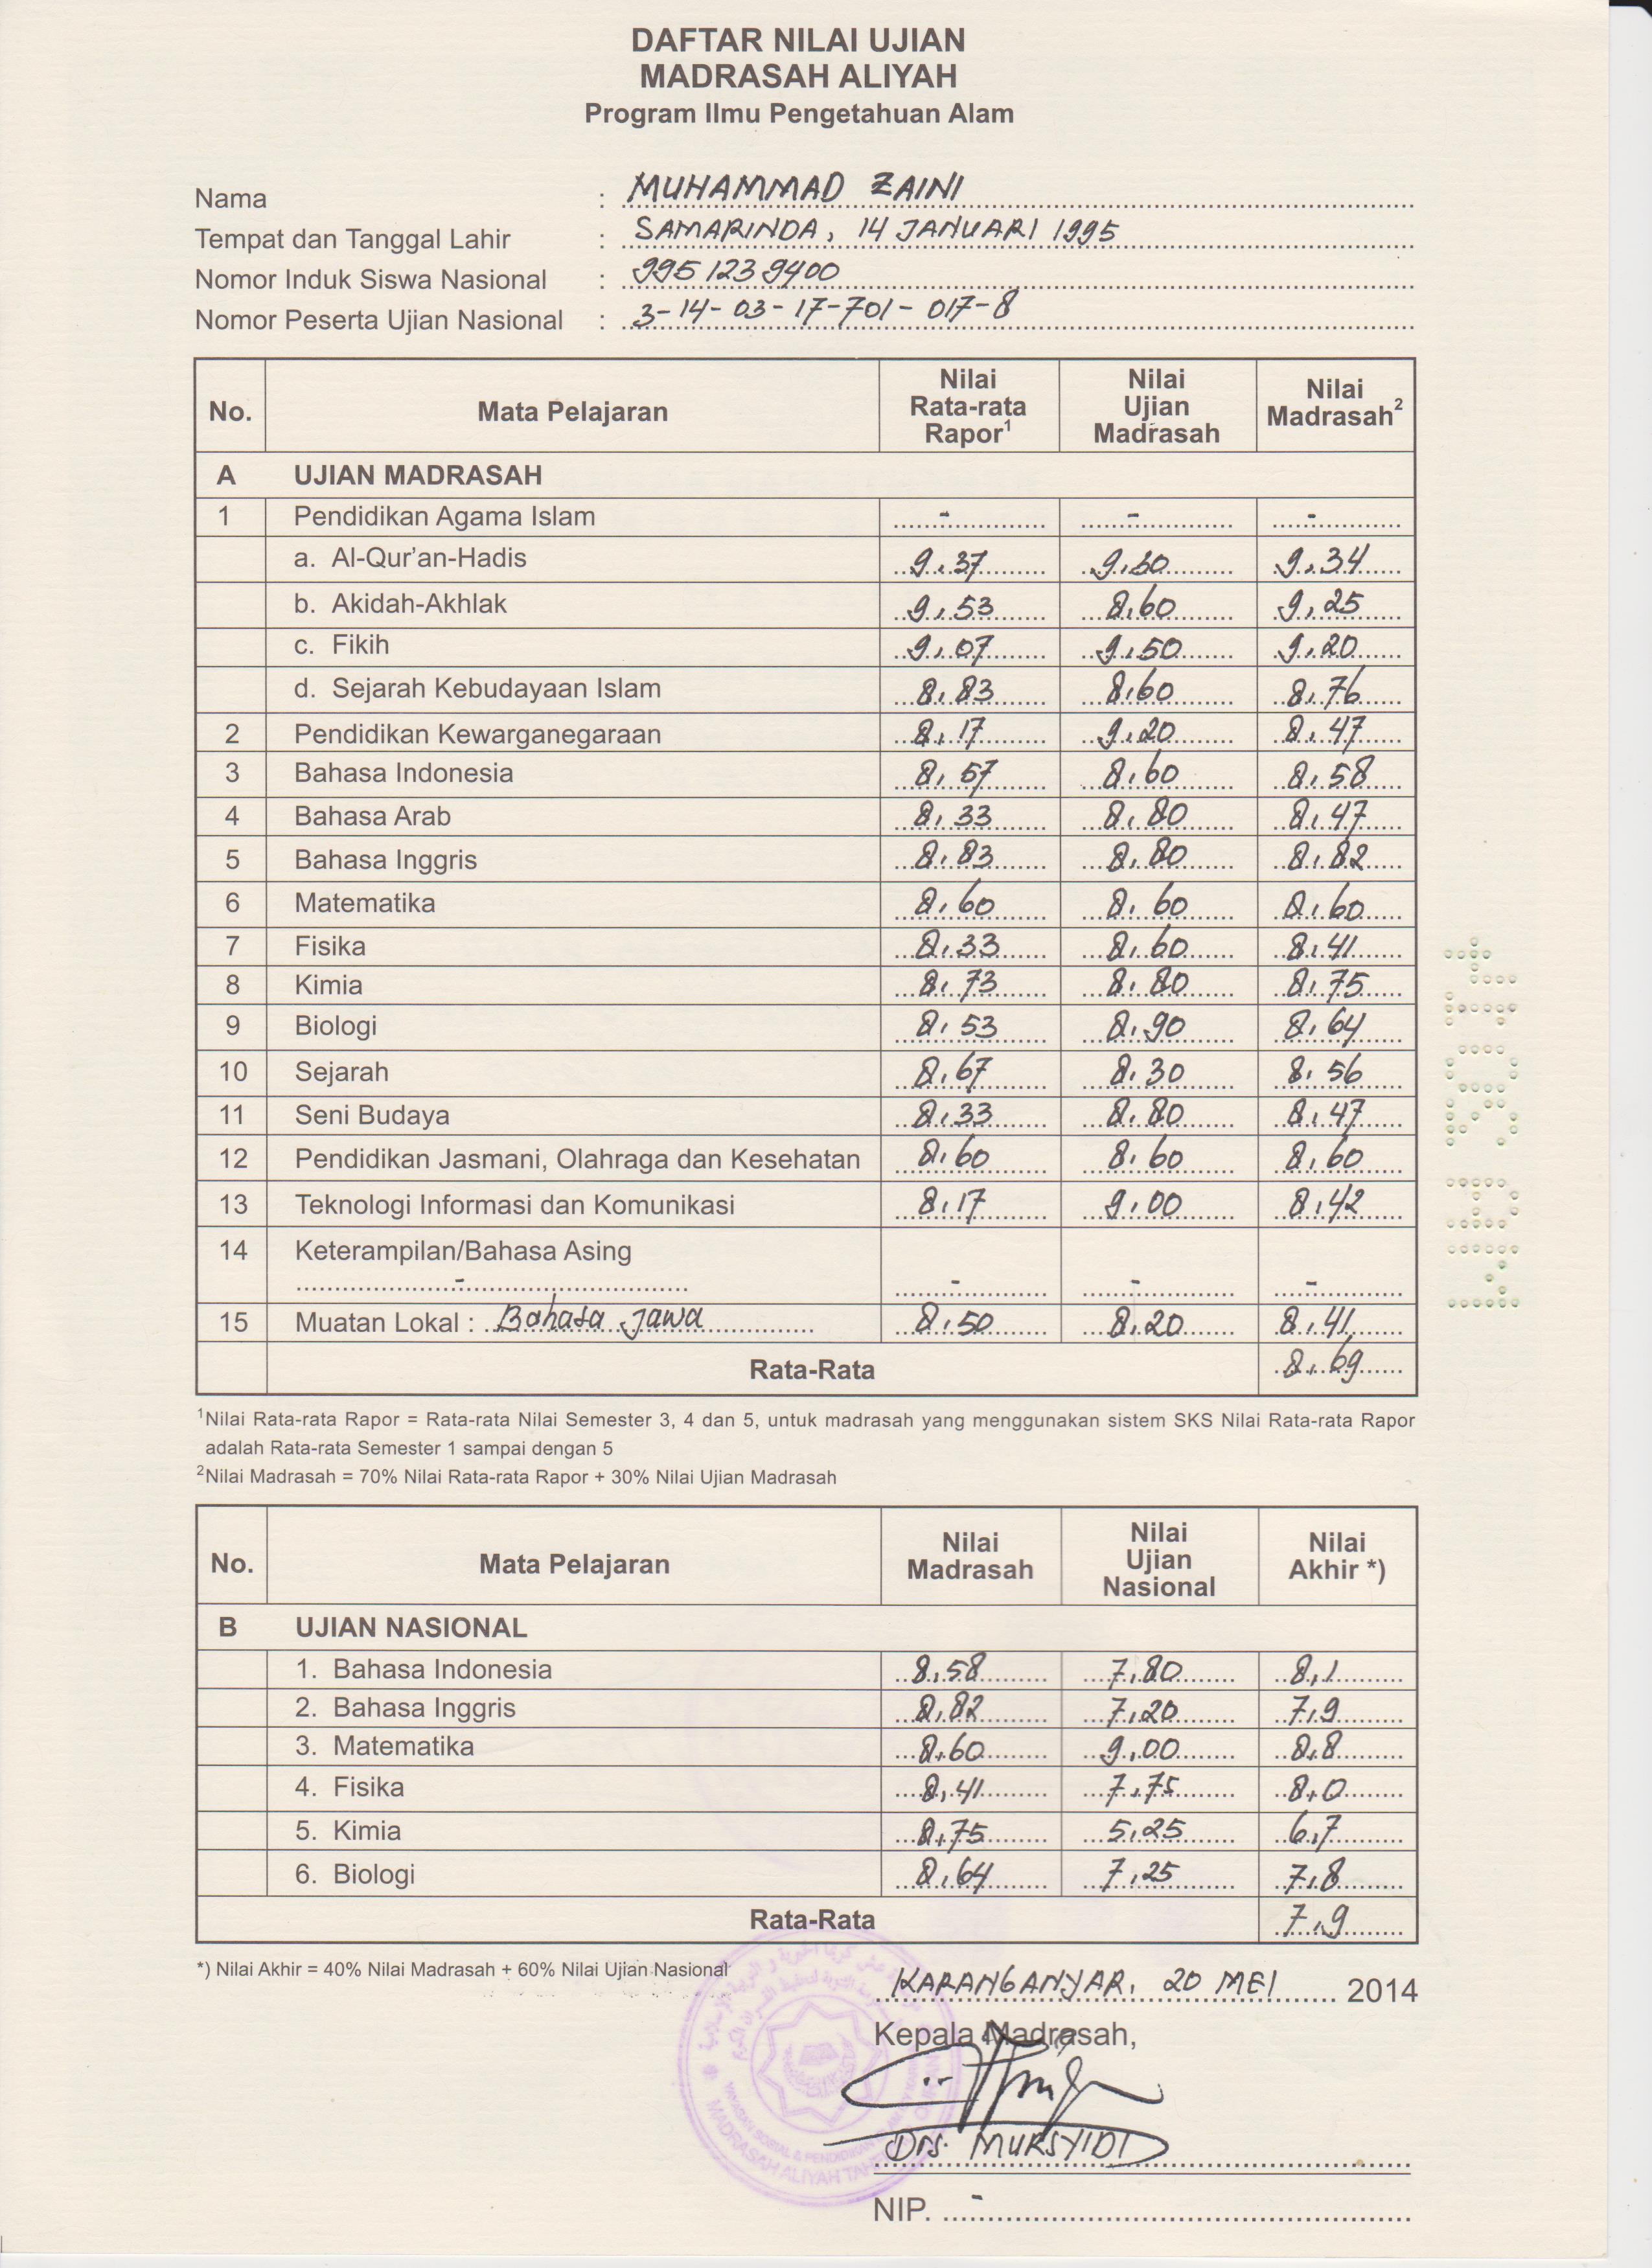 DAFTAR NILAI UJIAN
MADRASAH ALIYAH
Program Ilmu Pengetahuan Alam
Nama : MUHAMMAD ZAINI
Tempat dan Tanggal Lahir : SAMARINDA, 14 JANUARI 1995
Nomor Induk Siswa Nasional : 9951239400
Nomor Peserta Ujian Nasional : 3-14-03-17-701-017-8
No. Mata Pelajaran Nilai Rata-rata Rapor¹ Nilai Ujian Madrasah Nilai Madrasah²
A UJIAN MADRASAH
1 Pendidikan Agama Islam - - -
a. Al-Qur'an-Hadis 9,37 9,30 9,34
b. Akidah-Akhlak 9,53 8,60 9,25
c. Fikih 9,07 9,50 9,20
d. Sejarah Kebudayaan Islam 8,83 8,60 8,76
2 Pendidikan Kewarganegaraan 8,17 9,20 8,47
3 Bahasa Indonesia 8,57 8,60 8,58
4 Bahasa Arab 8,33 8,80 8,47
5 Bahasa Inggris 8,83 8,80 8,82
6 Matematika 8,60 8,60 8,60
7 Fisika 8,33 8,60 8,41
8 Kimia 8,73 8,80 8,75
9 Biologi 8,53 8,90 8,64
10 Sejarah 8,67 8,30 8,56
11 Seni Budaya 8,33 8,80 8,47
12 Pendidikan Jasmani, Olahraga dan Kesehatan 8,60 8,60 8,60
13 Teknologi Informasi dan Komunikasi 8,17 9,00 8,42
14 Keterampilan/Bahasa Asing
- - - -
15 Muatan Lokal : Bahasa Jawa 8,50 8,20 8,41
Rata-Rata 8,69
¹Nilai Rata-rata Rapor = Rata-rata Nilai Semester 3, 4 dan 5, untuk madrasah yang menggunakan sistem SKS Nilai Rata-rata Rapor
adalah Rata-rata Semester 1 sampai dengan 5
²Nilai Madrasah = 70% Nilai Rata-rata Rapor + 30% Nilai Ujian Madrasah
No. Mata Pelajaran Nilai Madrasah Nilai Ujian Nasional Nilai Akhir *)
B UJIAN NASIONAL
1. Bahasa Indonesia 8,58 7,80 8,1
2. Bahasa Inggris 8,82 7,20 7,9
3. Matematika 8,60 9,00 8,8
4. Fisika 8,41 7,75 8,0
5. Kimia 8,75 5,25 6,7
6. Biologi 8,64 7,25 7,8
Rata-Rata 7,9
*) Nilai Akhir = 40% Nilai Madrasah + 60% Nilai Ujian Nasional
KARANGANYAR, 20 MEI 2014
Kepala Madrasah,
Drs. MURSYIDI
NIP. -
MADRASAH ALIYAH